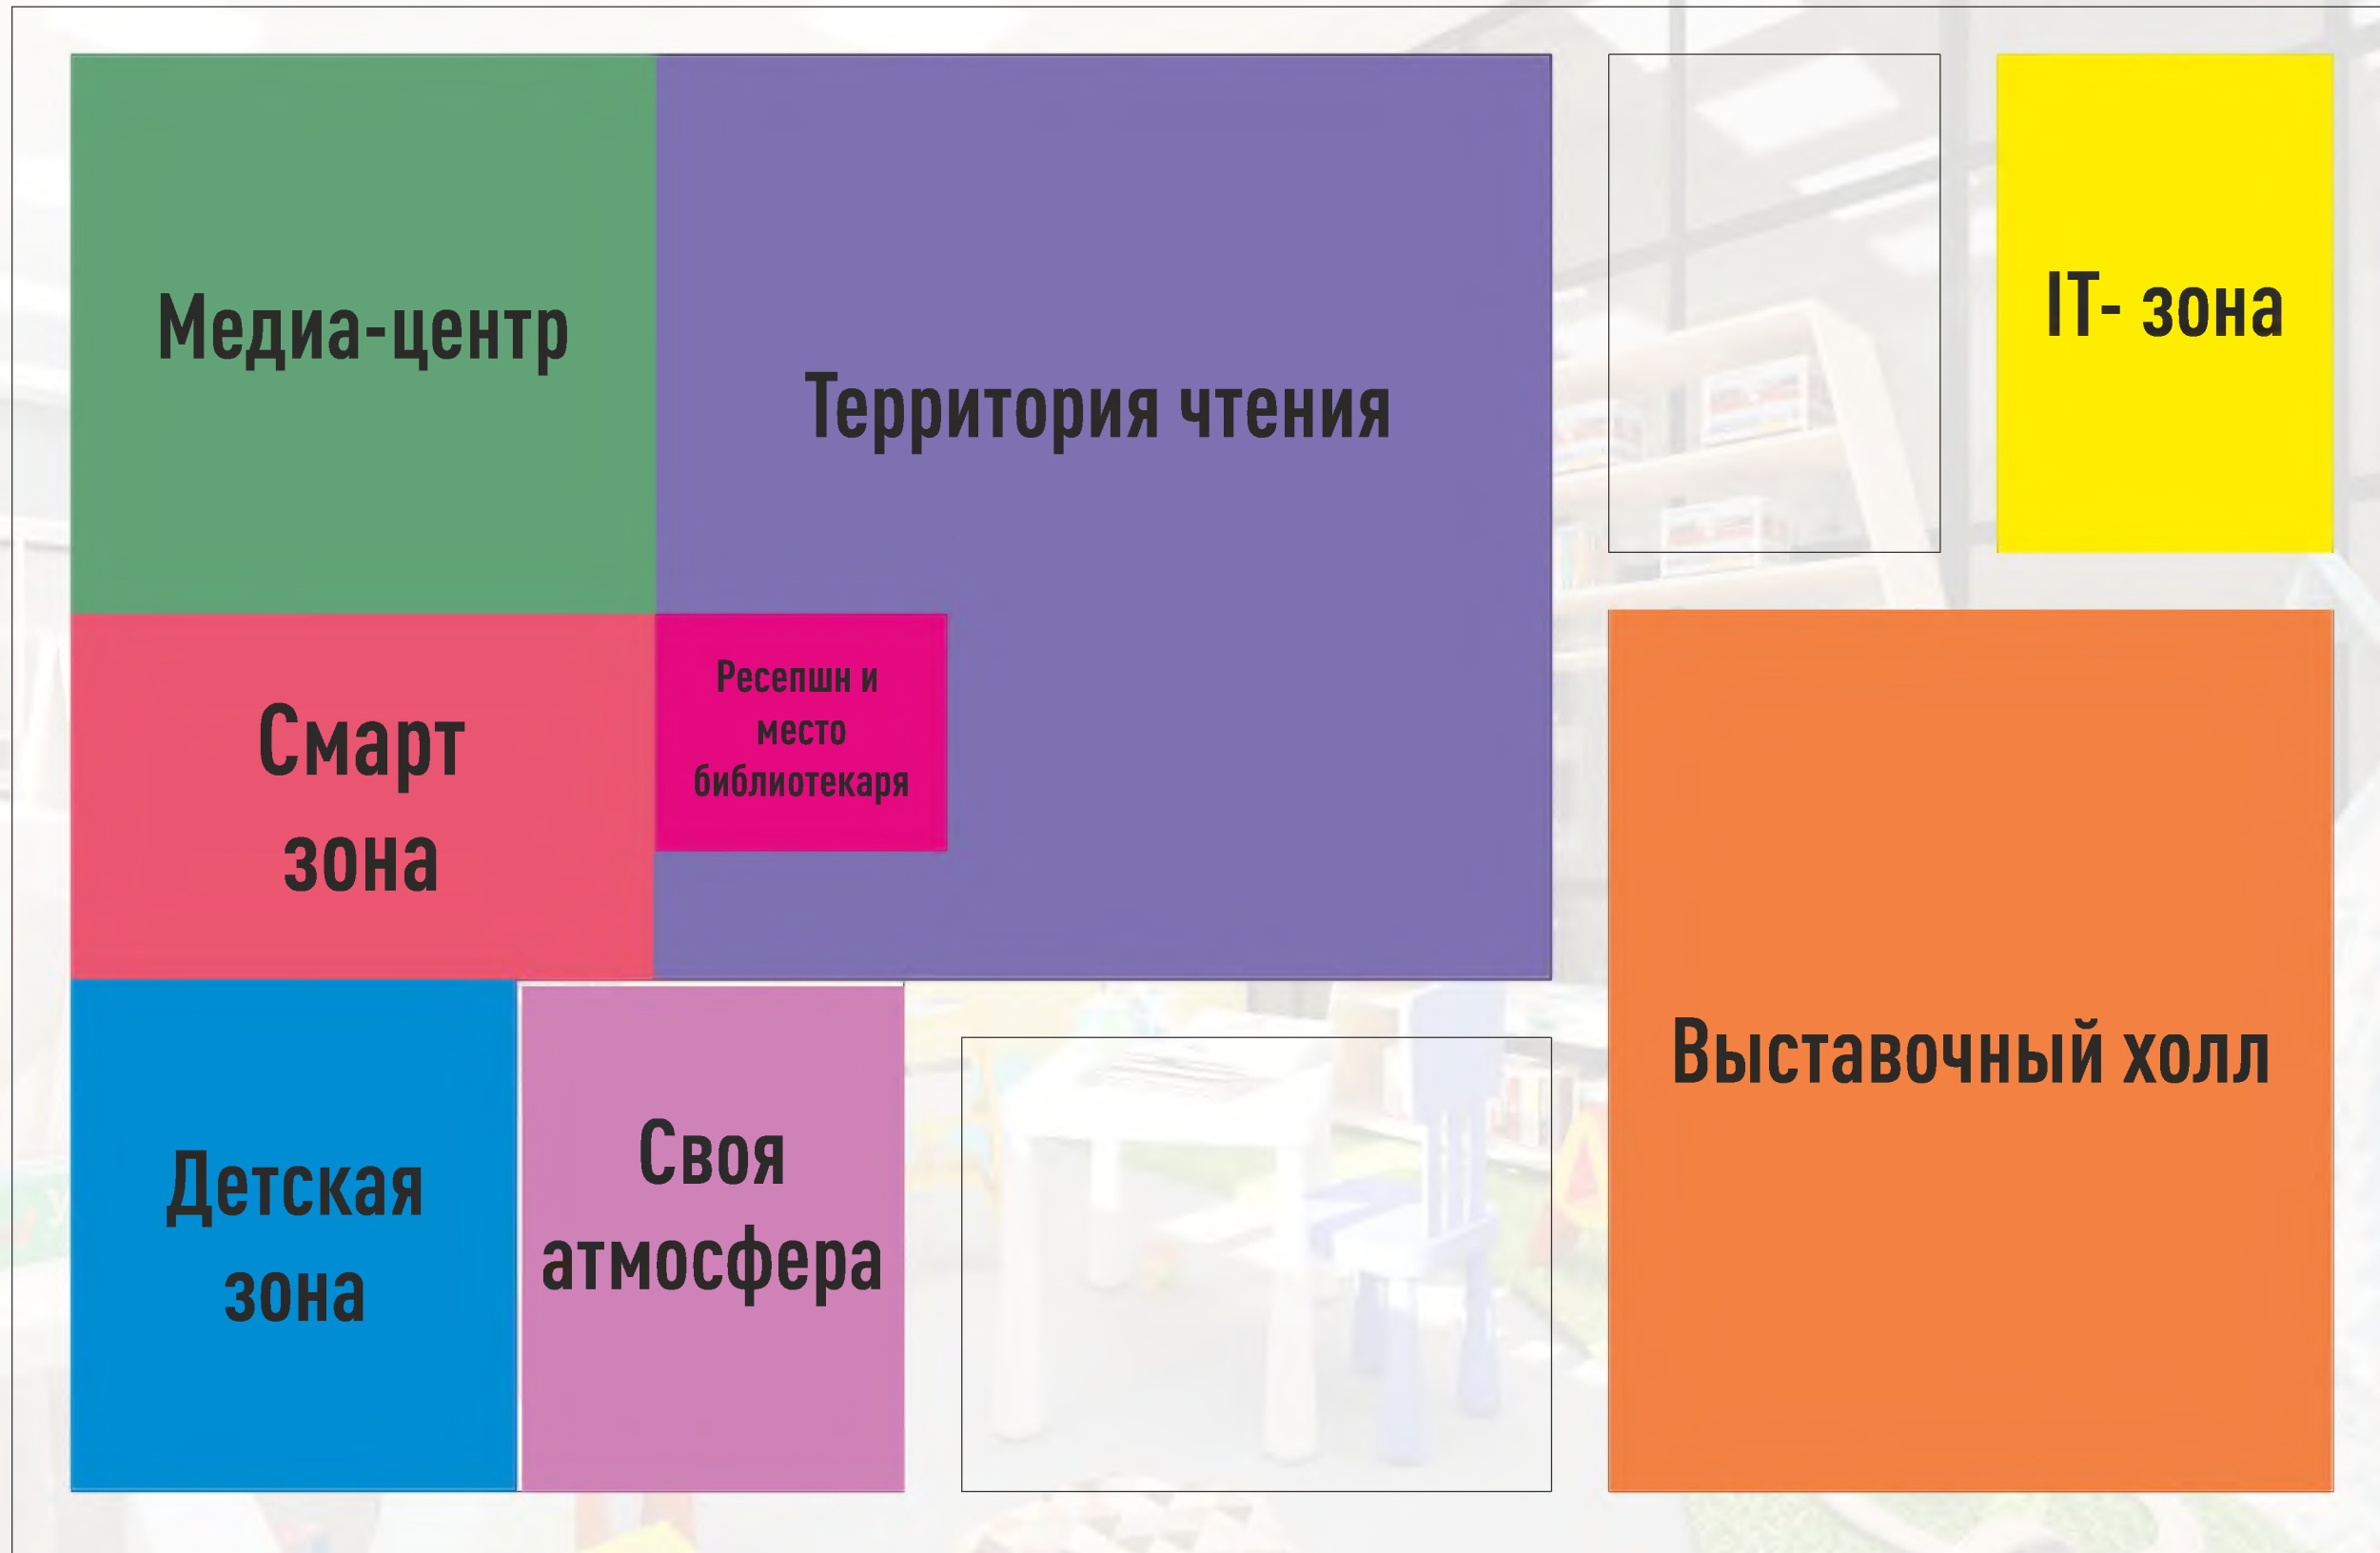 Медиа-центр
Территория чтения
IT- зона
Смарт
зона
Ресепшн и
место
библиотекаря
Выставочный холл
Детская
зона
Своя
атмосфера